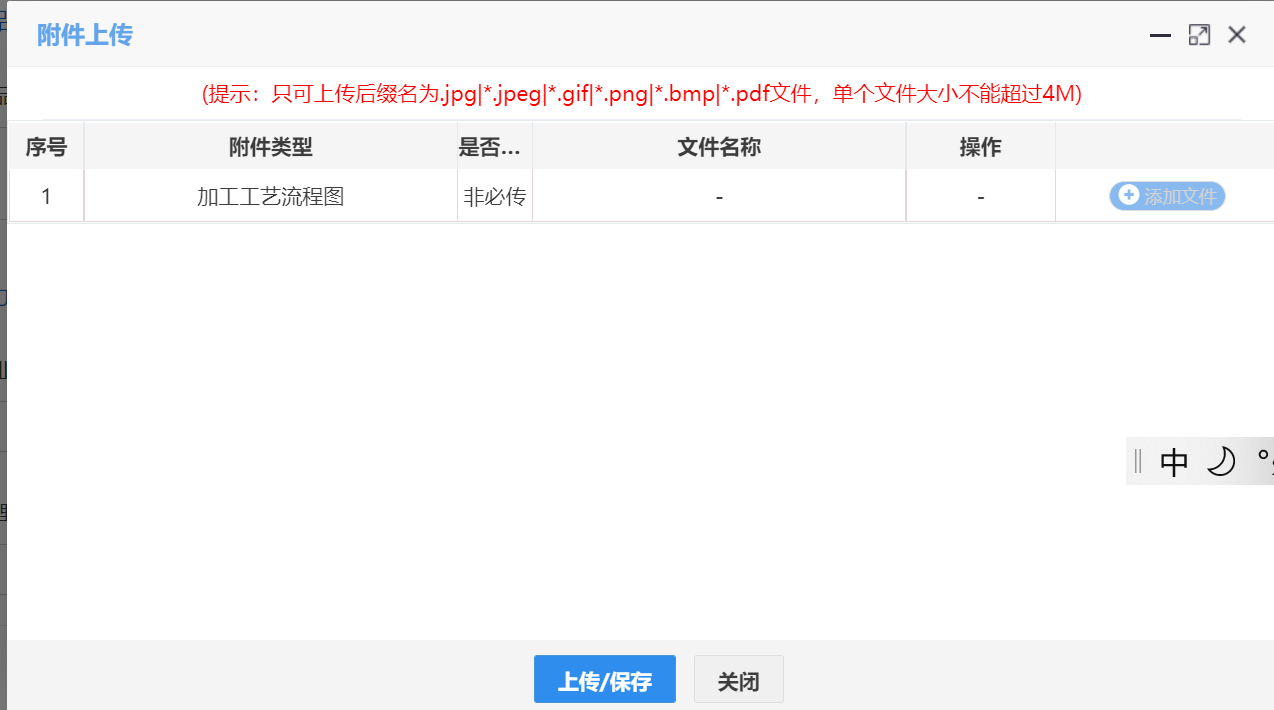 附件上传
(提示：只可上传后缀名为.jpg|*.jpeg|*.gif|*.png|*.bmp|*.pdf文件，单个文件大小不能超过4M)
序号 附件类型 是否... 文件名称 操作
1 加工工艺流程图 非必传 - - 添加文件
中
上传/保存 关闭